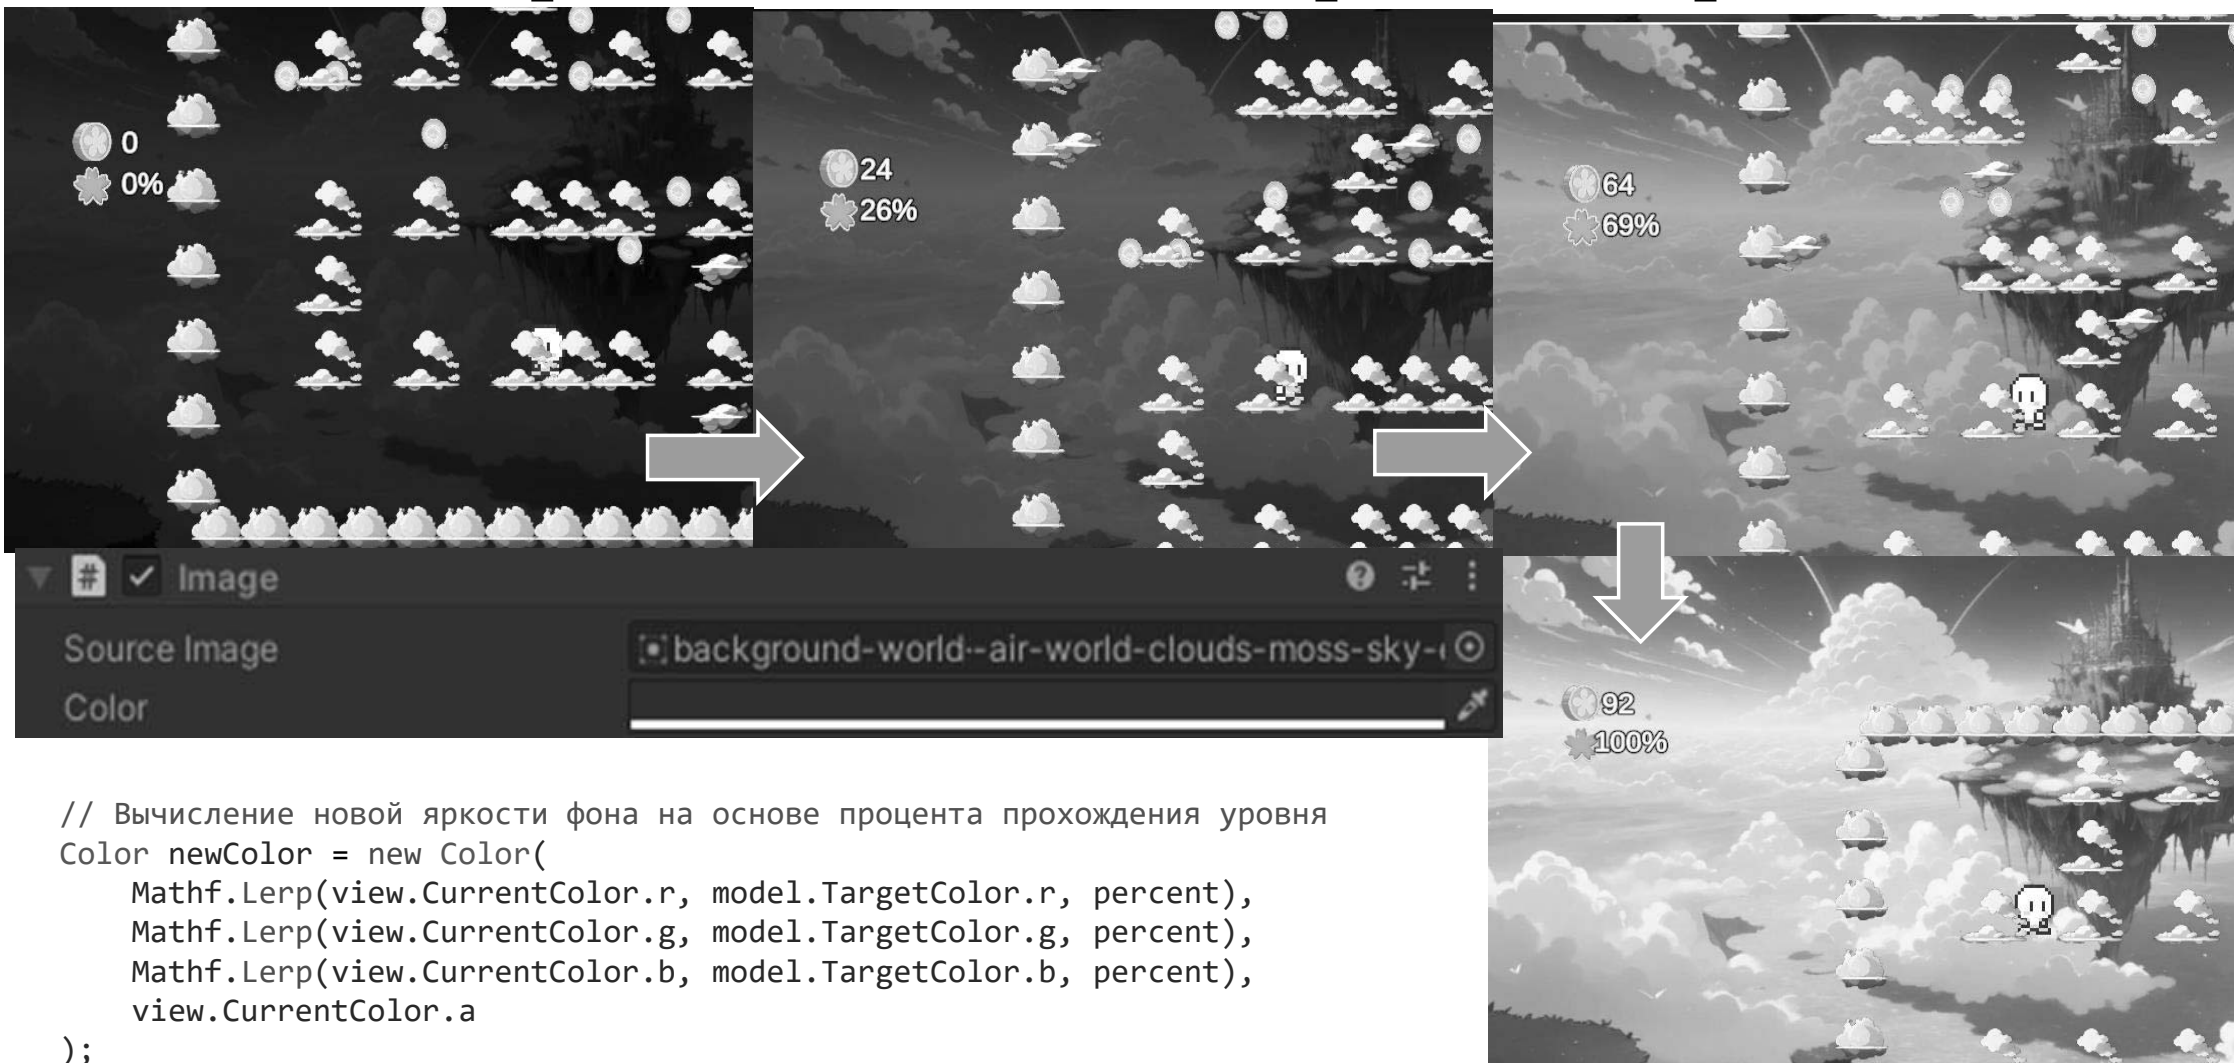 0
0%
24
26%
64
69%
Image
Source Image
background-world--air-world-clouds-moss-sky-
Color
92
100%
// Вычисление новой яркости фона на основе процента прохождения уровня
Color newColor = new Color(
Mathf.Lerp(view.CurrentColor.r, model.TargetColor.r, percent),
Mathf.Lerp(view.CurrentColor.g, model.TargetColor.g, percent),
Mathf.Lerp(view.CurrentColor.b, model.TargetColor.b, percent),
view.CurrentColor.a
);